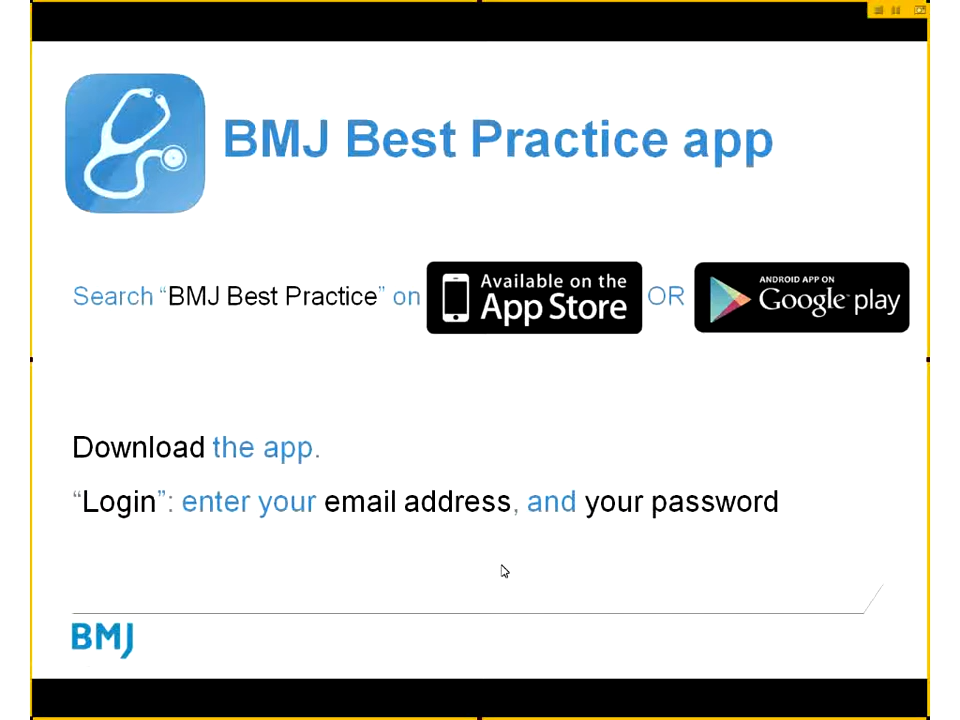 BMJ Best Practice app
Search “BMJ Best Practice” on Available on the App Store OR ANDROID APP ON Google play
Download the app.
“Login”: enter your email address, and your password
BMJ